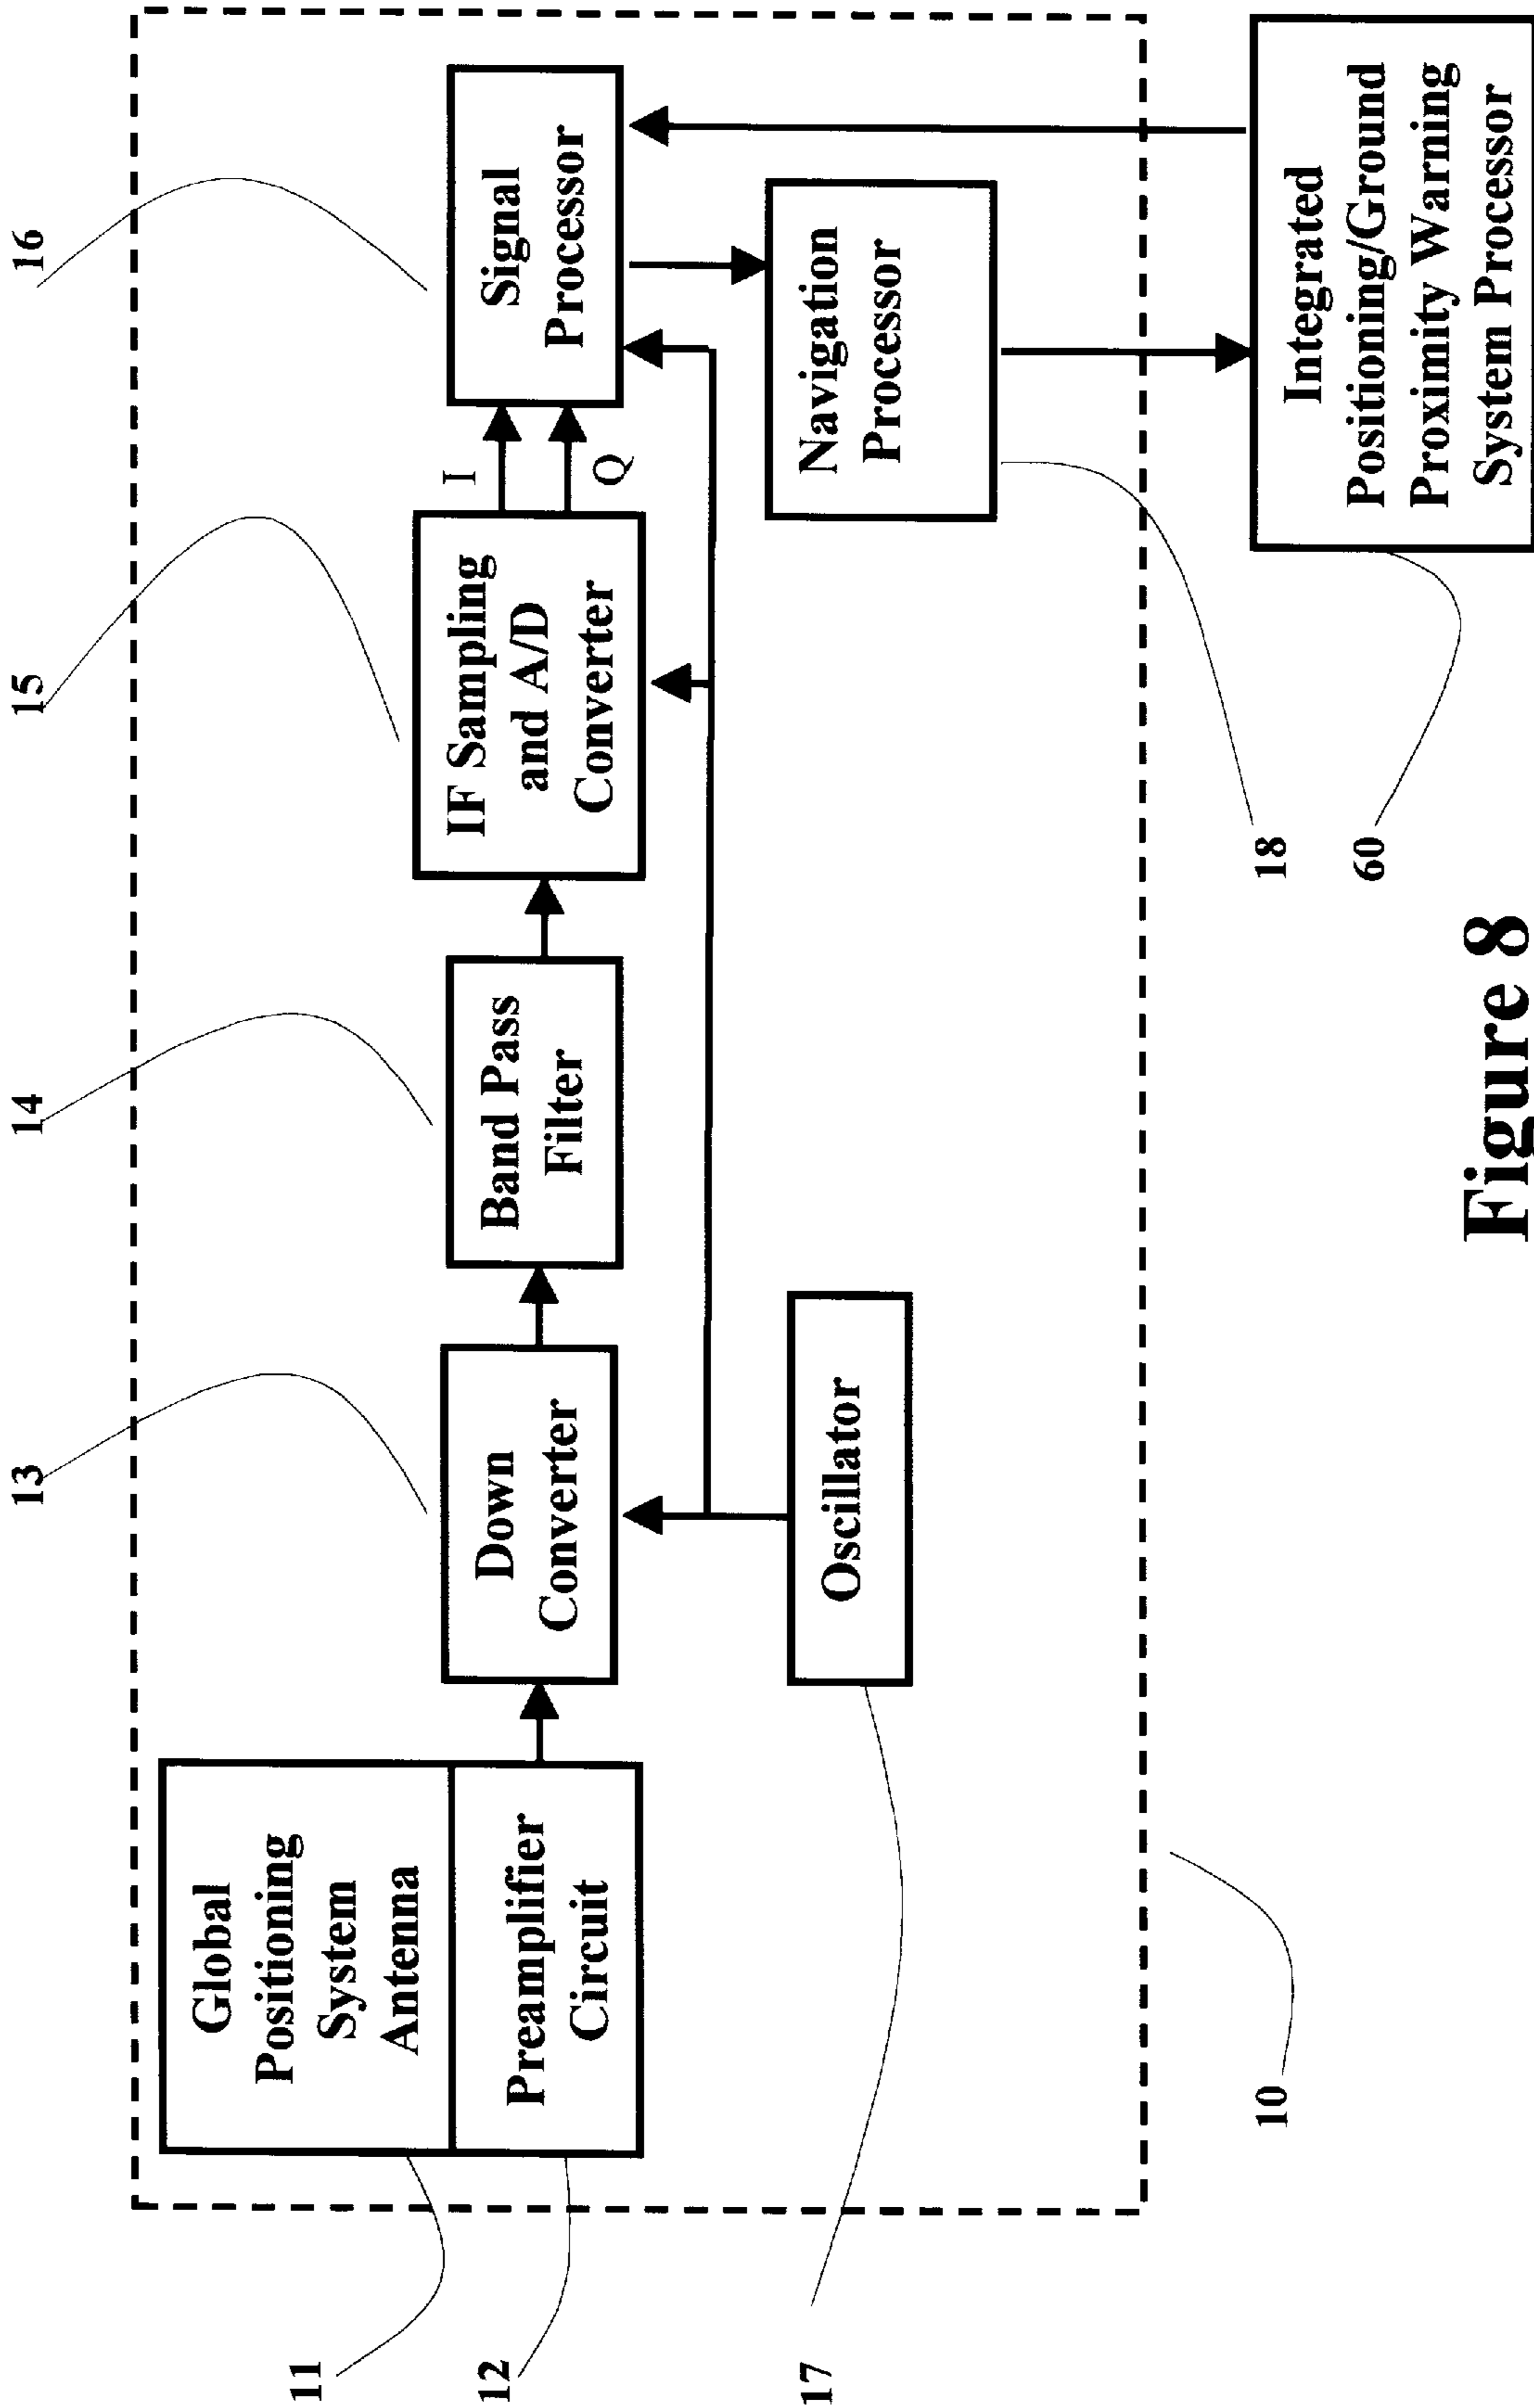 13
14
15
16
Global
Positioning
System
Antenna
Preamplifier
Circuit
Down
Converter
Band Pass
Filter
IF Sampling
and A/D
Converter
I
Q
Signal
Processor
11
12
Oscillator
Navigation
Processor
17
10
18
60
Integrated
Positioning/Ground
Proximity Warning
System Processor
Figure 8